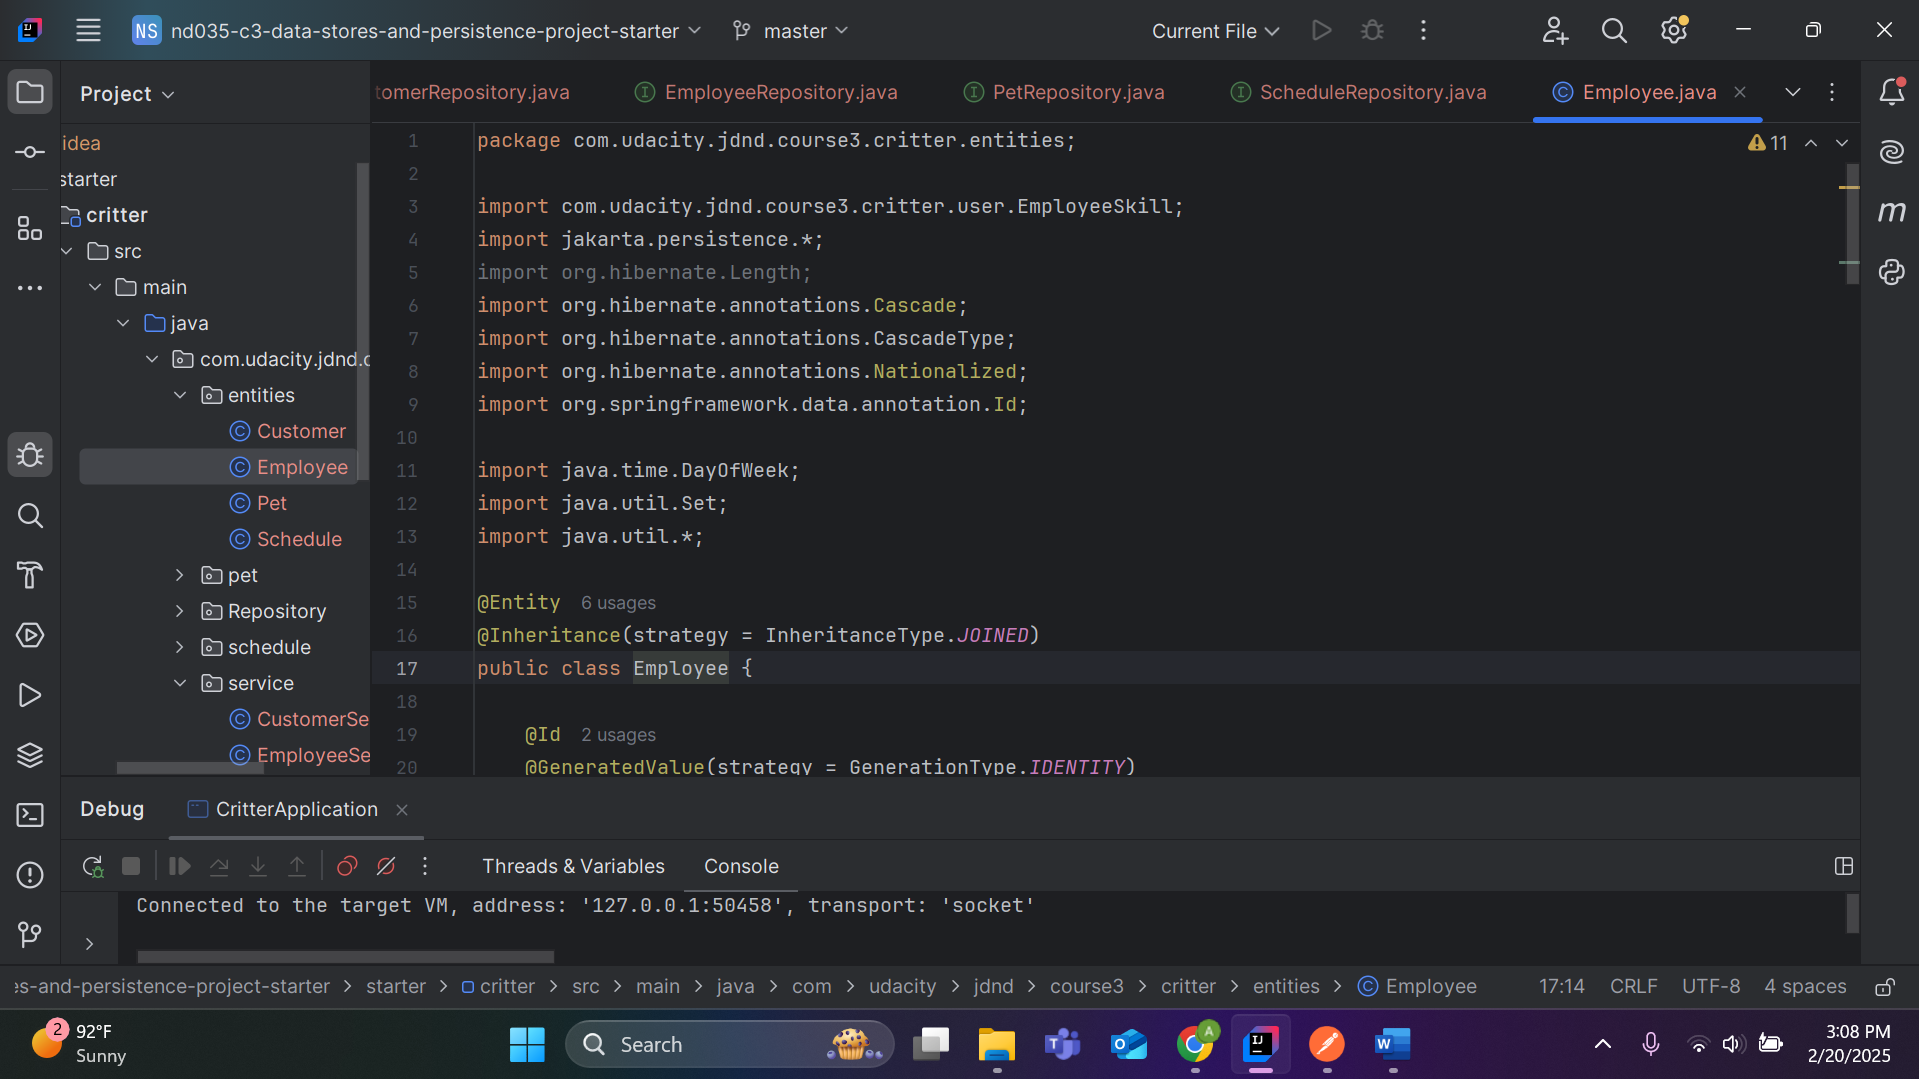 NS nd035-c3-data-stores-and-persistence-project-starter master Current File
Project
tomerRepository.java EmployeeRepository.java PetRepository.java ScheduleRepository.java Employee.java
idea
starter
critter
src
main
java
com.udacity.jdnd.c
entities
Customer
Employee
Pet
Schedule
pet
Repository
schedule
service
CustomerSe
EmployeeSe
11
1 package com.udacity.jdnd.course3.critter.entities;
2
3 import com.udacity.jdnd.course3.critter.user.EmployeeSkill;
4 import jakarta.persistence.*;
5 import org.hibernate.Length;
6 import org.hibernate.annotations.Cascade;
7 import org.hibernate.annotations.CascadeType;
8 import org.hibernate.annotations.Nationalized;
9 import org.springframework.data.annotation.Id;
10
11 import java.time.DayOfWeek;
12 import java.util.Set;
13 import java.util.*;
14
15 @Entity 6 usages
16 @Inheritance(strategy = InheritanceType.JOINED)
17 public class Employee {
18
19 @Id 2 usages
20 @GeneratedValue(strategy = GenerationType.IDENTITY)
m
Debug CritterApplication
Threads & Variables Console
Connected to the target VM, address: '127.0.0.1:50458', transport: 'socket'
es-and-persistence-project-starter > starter > critter > src > main > java > com > udacity > jdnd > course3 > critter > entities > Employee 17:14 CRLF UTF-8 4 spaces
2 92°F
Sunny
Search
A
3:08 PM
2/20/2025